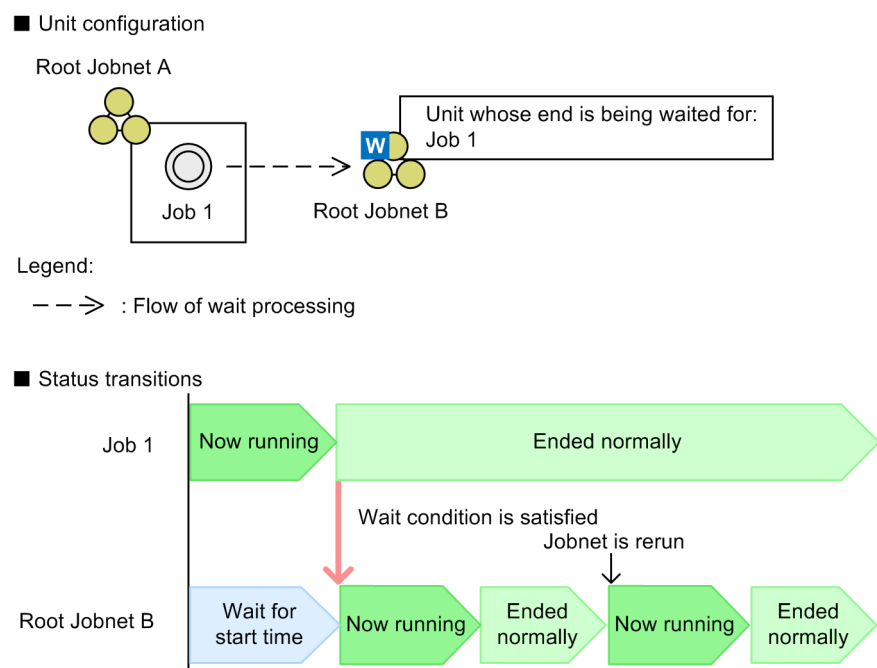 ■ Unit configuration
Root Jobnet A
Unit whose end is being waited for:
Job 1
W
Job 1
Root Jobnet B
Legend:
: Flow of wait processing
■ Status transitions
Job 1
Now running
Ended normally
Wait condition is satisfied
Jobnet is rerun
Root Jobnet B
Wait for
start time
Now running
Ended
normally
Now running
Ended
normally